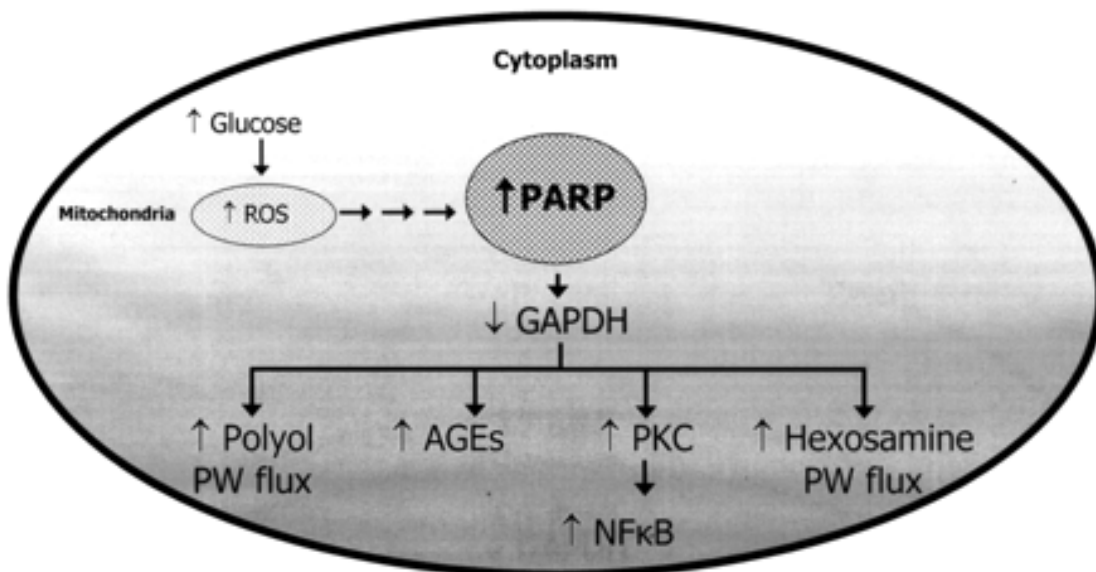 Cytoplasm
↑ Glucose
Mitochondria
↑ ROS
↑PARP
↓ GAPDH
↑ Polyol
PW flux
↑ AGEs
↑ PKC
↑ Hexosamine
PW flux
↑ NFκB